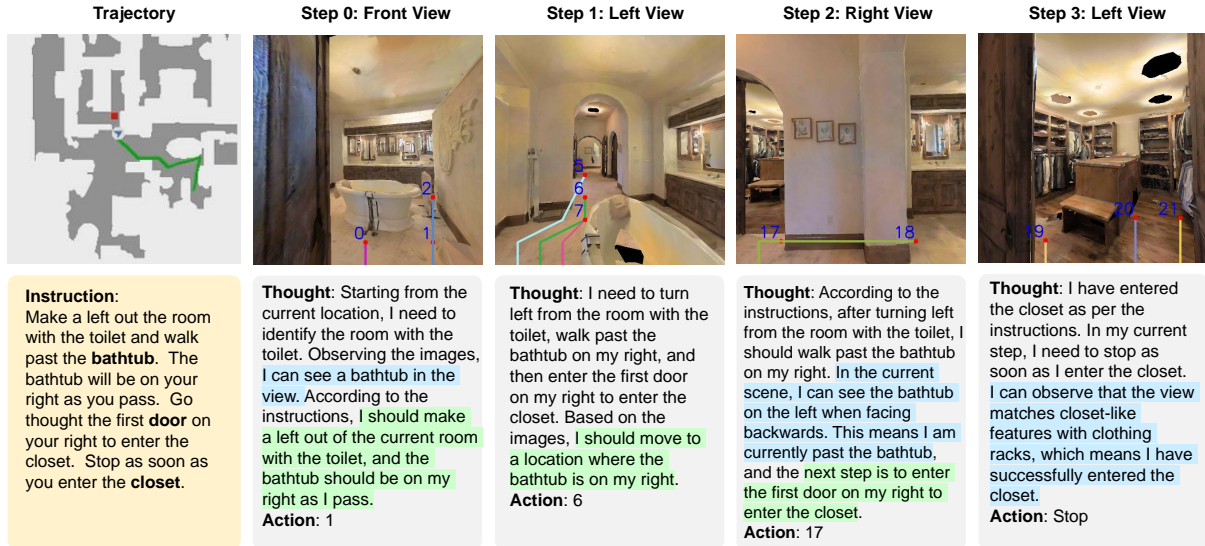 Trajectory
Step 0: Front View
Step 1: Left View
Step 2: Right View
Step 3: Left View
0
2
1
5
6
7
17
18
19
20
21
Instruction:
Make a left out the room
with the toilet and walk
past the bathtub. The
bathtub will be on your
right as you pass. Go
thought the first door on
your right to enter the
closet. Stop as soon as
you enter the closet.
Thought: Starting from the
current location, I need to
identify the room with the
toilet. Observing the images,
I can see a bathtub in the
view. According to the
instructions, I should make
a left out of the current room
with the toilet, and the
bathtub should be on my
right as I pass.
Action: 1
Thought: I need to turn
left from the room with the
toilet, walk past the
bathtub on my right, and
then enter the first door
on my right to enter the
closet. Based on the
images, I should move to
a location where the
bathtub is on my right.
Action: 6
Thought: According to the
instructions, after turning left
from the room with the toilet, I
should walk past the bathtub
on my right. In the current
scene, I can see the bathtub
on the left when facing
backwards. This means I am
currently past the bathtub,
and the next step is to enter
the first door on my right to
enter the closet.
Action: 17
Thought: I have entered
the closet as per the
instructions. In my current
step, I need to stop as
soon as I enter the closet.
I can observe that the view
matches closet-like
features with clothing
racks, which means I have
successfully entered the
closet.
Action: Stop